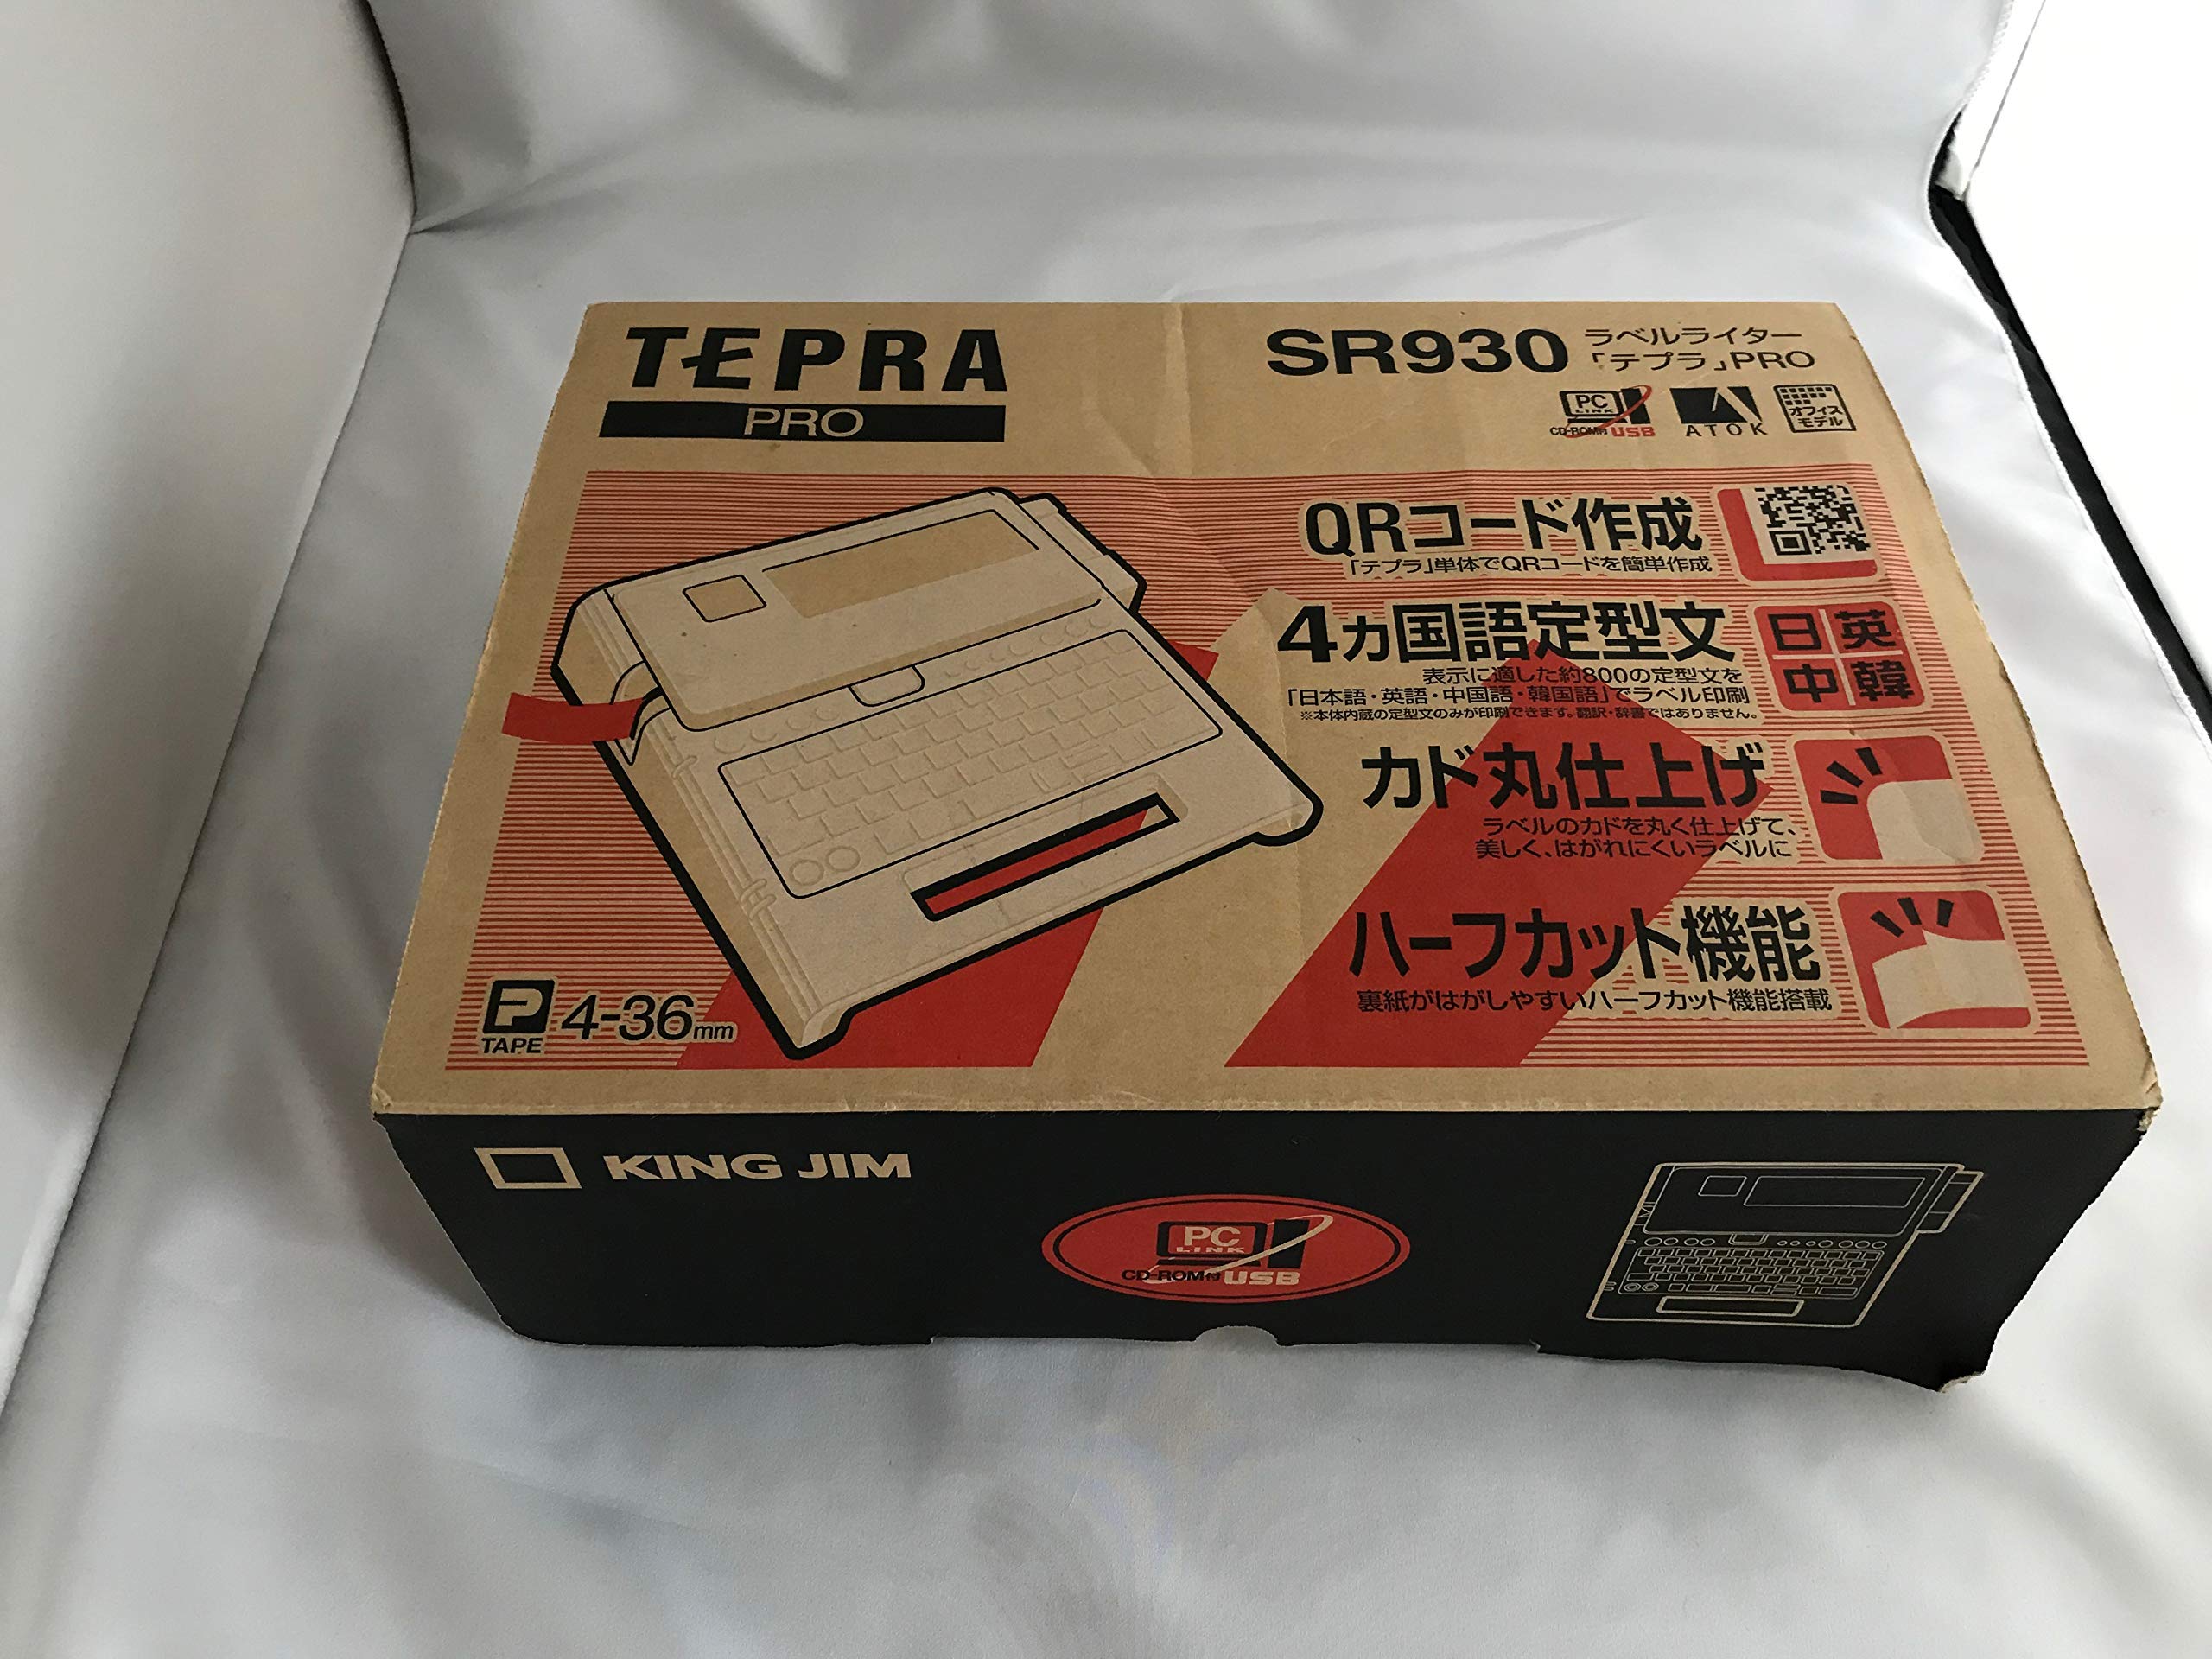 TEPRA
PRO
SR930
ラベルライター
「テプラ」PRO
PC
LINK
CD-ROM付 USB
ATOK
オフィス
モデル
QRコード作成
「テプラ」単体でQRコードを簡単作成
4ヵ国語定型文
日英
中韓
表示に適した約800の定型文を
「日本語・英語・中国語・韓国語」でラベル印刷
※本体内蔵の定型文のみが印刷できます。翻訳・辞書ではありません。
カド丸仕上げ
ラベルのカドを丸く仕上げて、
美しく、はがれにくいラベルに
ハーフカット機能
裏紙がはがしやすいハーフカット機能搭載
TAPE
4-36mm
KING JIM
PC
LINK
CD-ROM付 USB